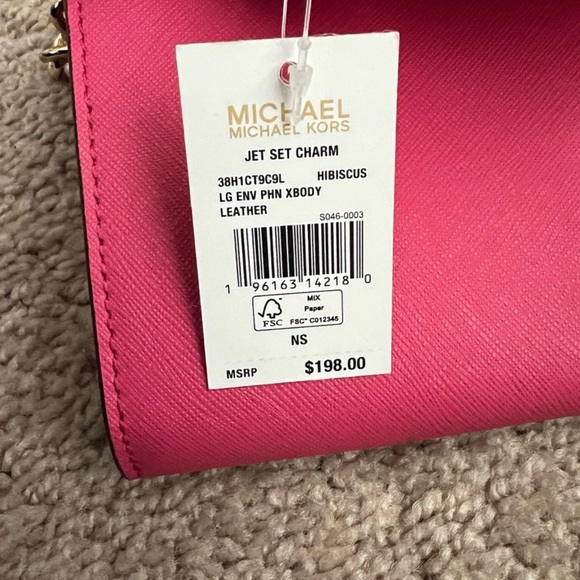 MICHAEL
MICHAEL KORS
JET SET CHARM
38H1CT9C9L HIBISCUS
LG ENV PHN XBODY
LEATHER
S046-0003
1 96163 14218 0
FSC
MIX
Paper
FSC® C012345
NS
MSRP $198.00